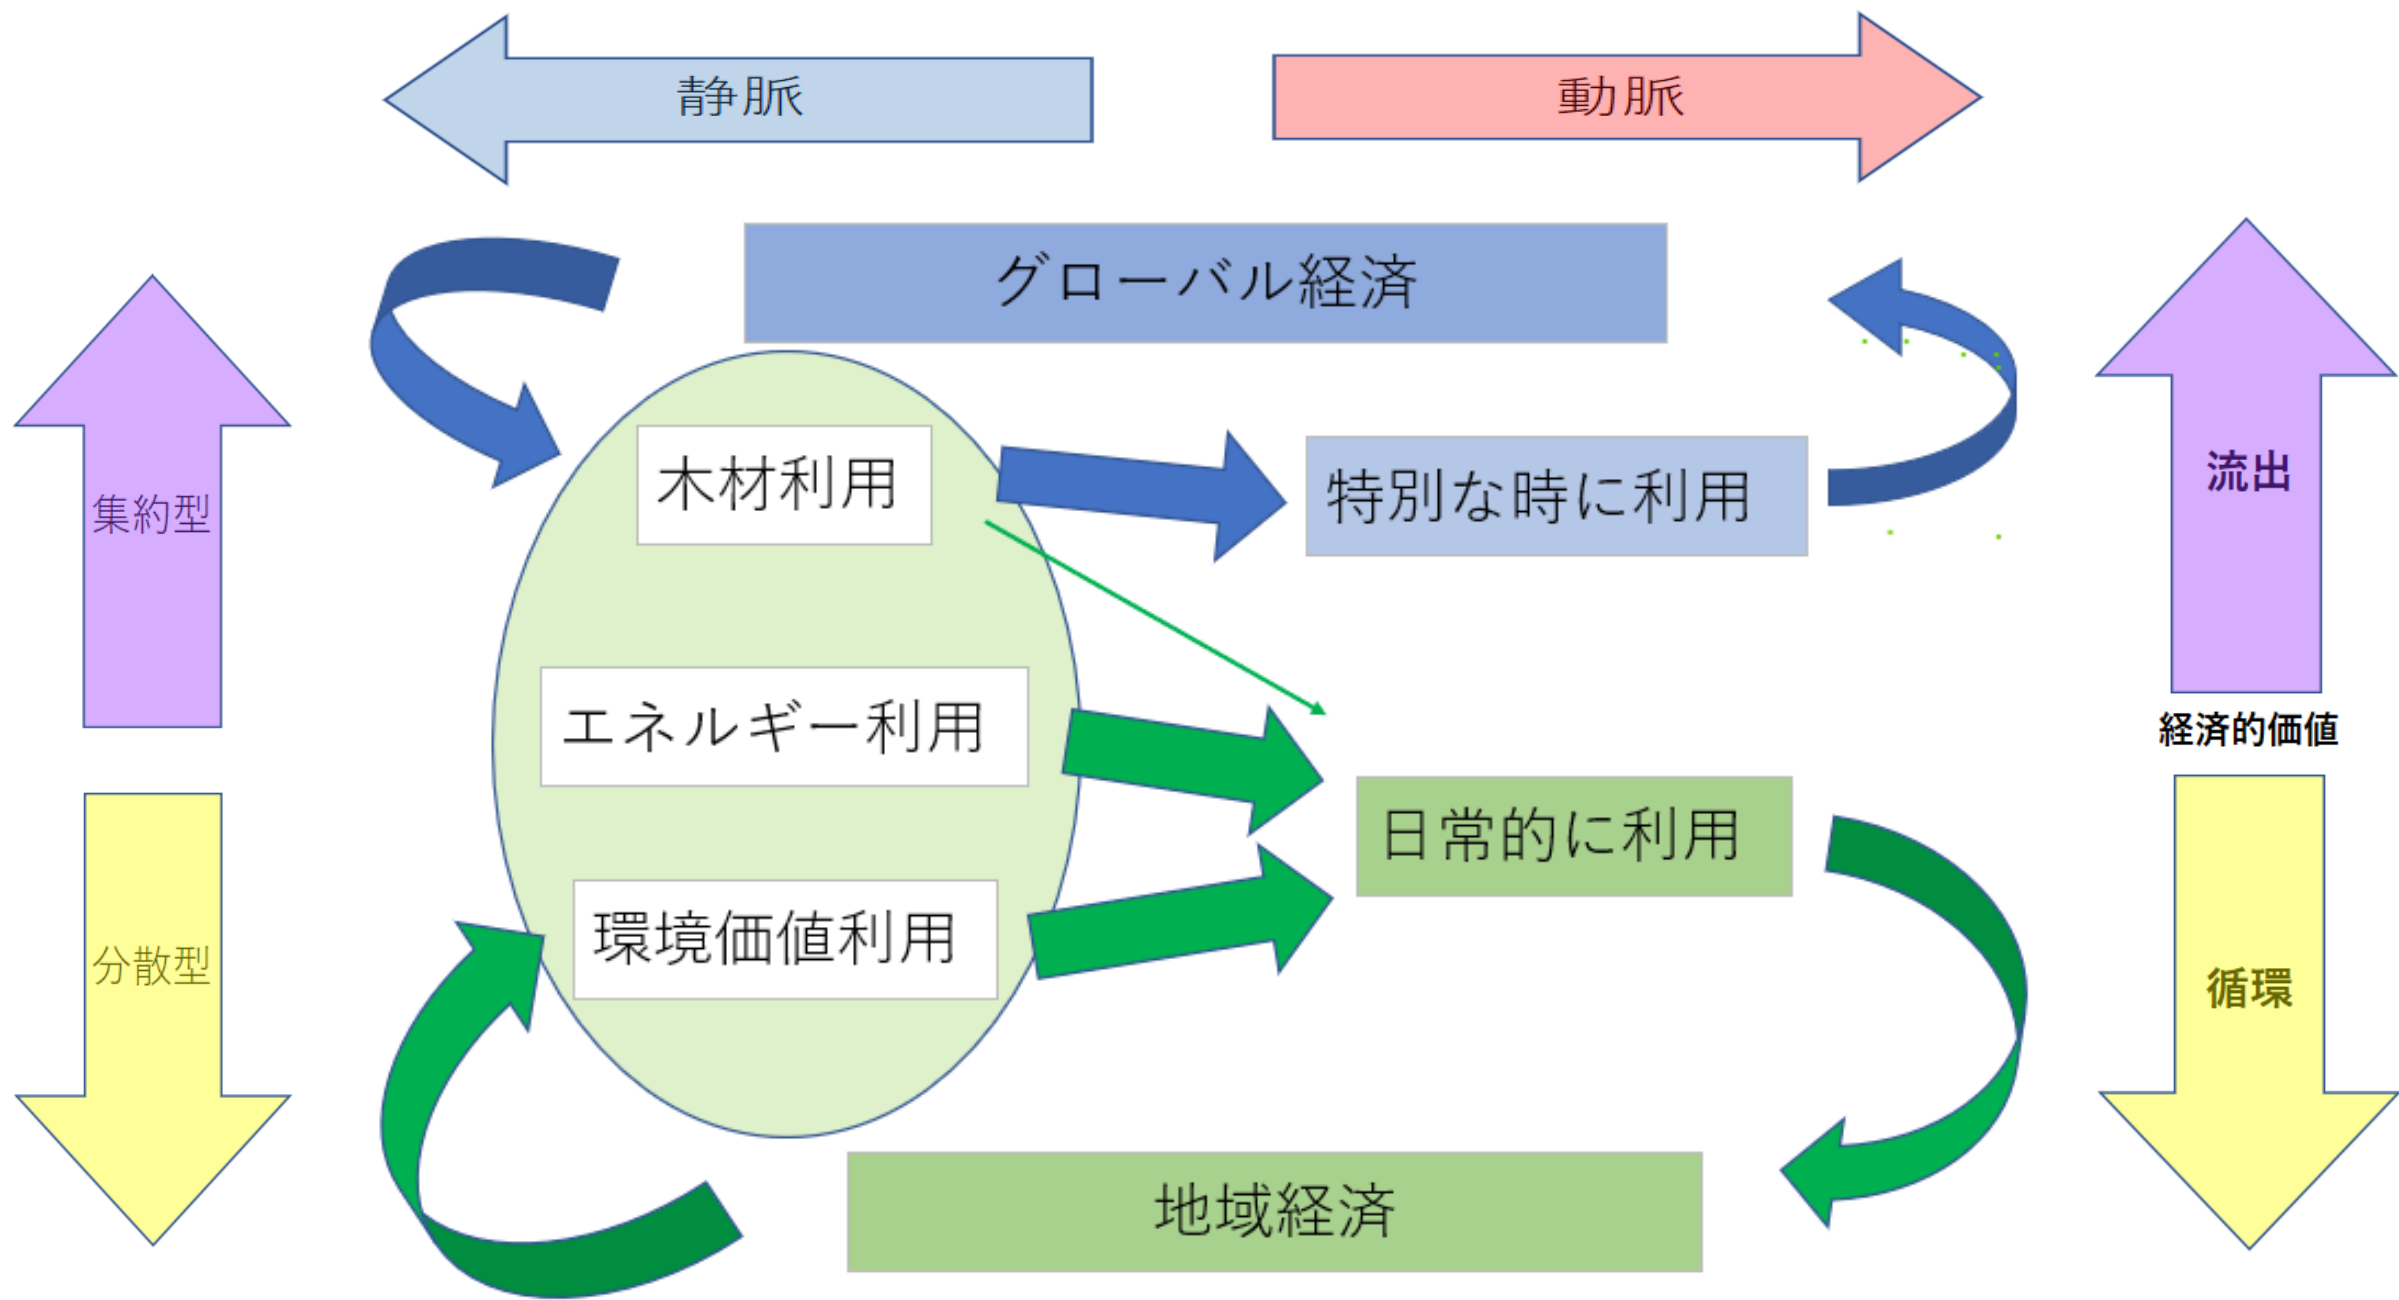 静脈
動脈
グローバル経済
集約型
木材利用
特別な時に利用
流出
エネルギー利用
経済的価値
日常的に利用
分散型
環境価値利用
循環
地域経済